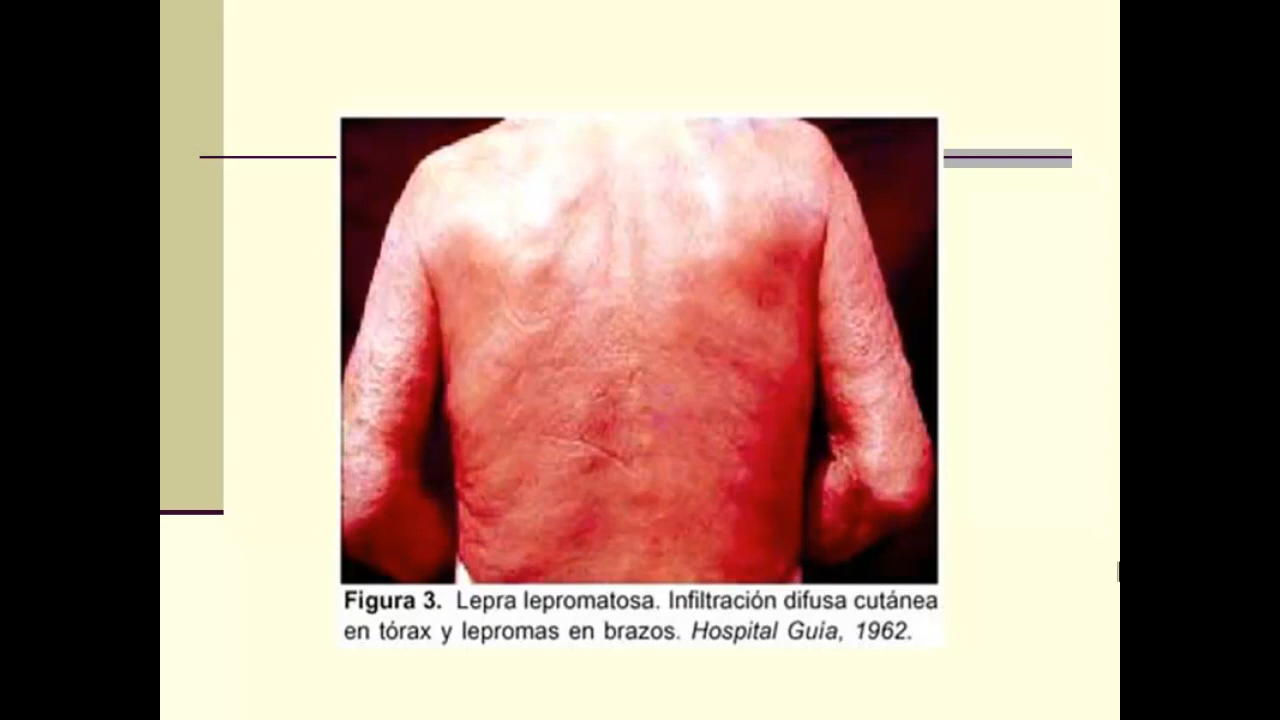 Figura 3. Lepra lepromatosa. Infiltración difusa cutánea
en tórax y lepromas en brazos. Hospital Guía, 1962.